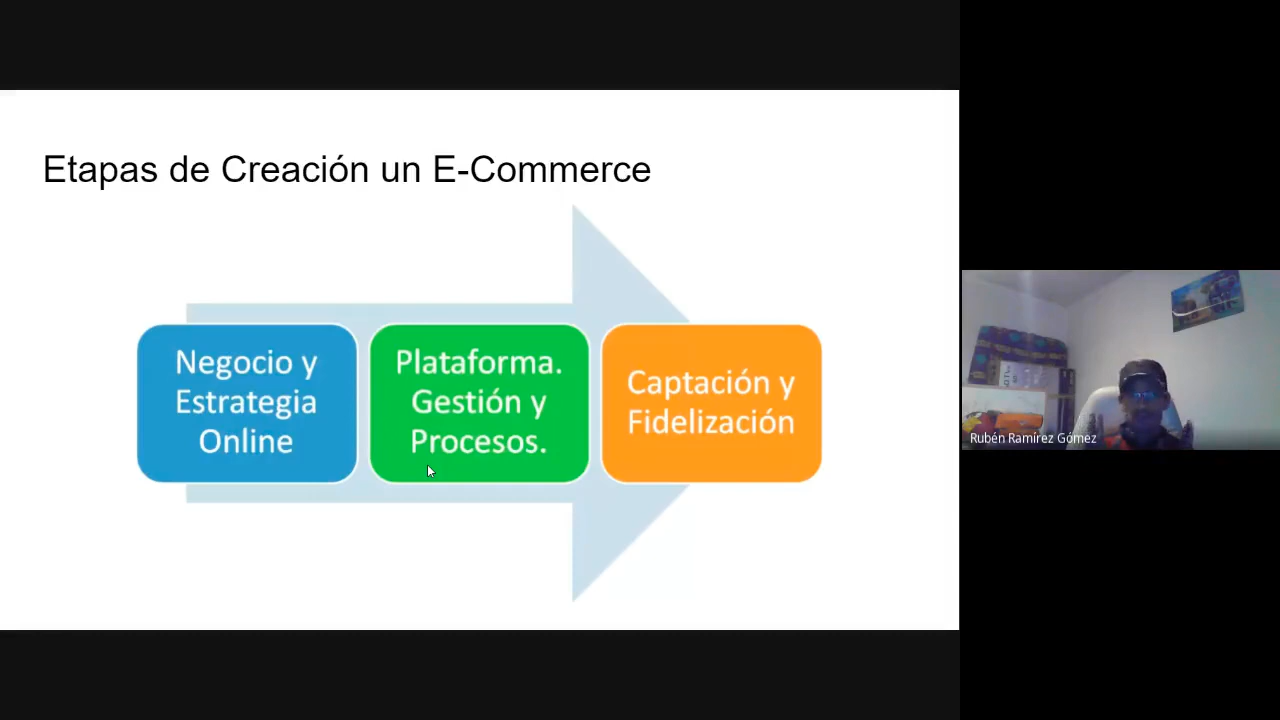 Etapas de Creación un E-Commerce
Negocio y
Estrategia
Online
Plataforma.
Gestión y
Procesos.
Captación y
Fidelización
Rubén Ramírez Gómez